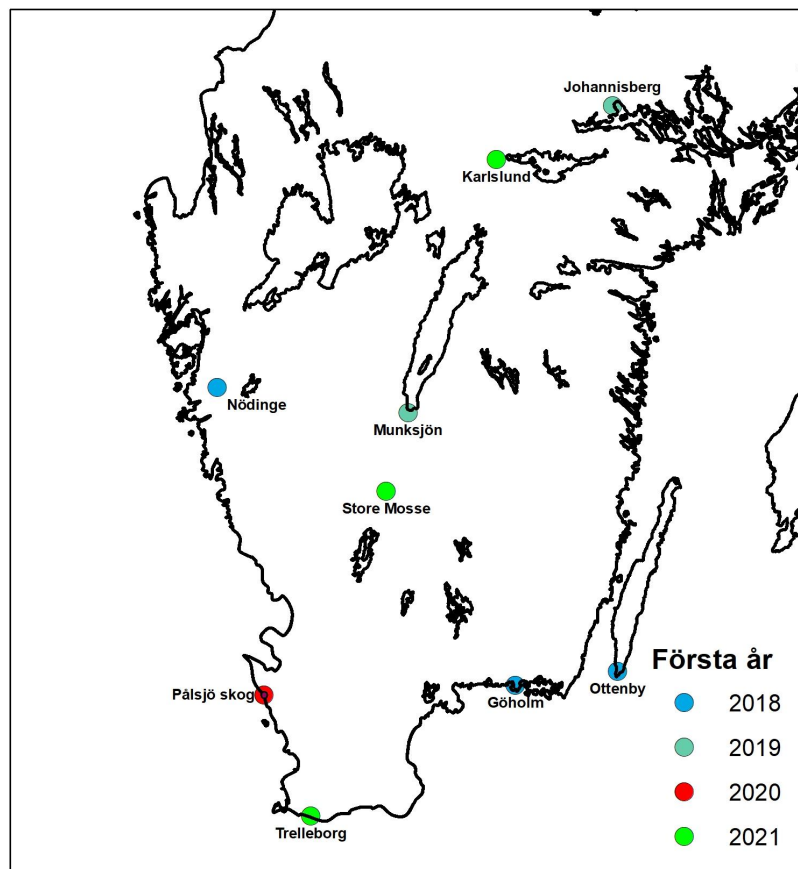 Johannisberg
Karlslund
Nödinge
Munksjön
Store Mosse
Första år
Pålsjö skog
Göholm
Ottenby
2018
2019
2020
2021
Trelleborg